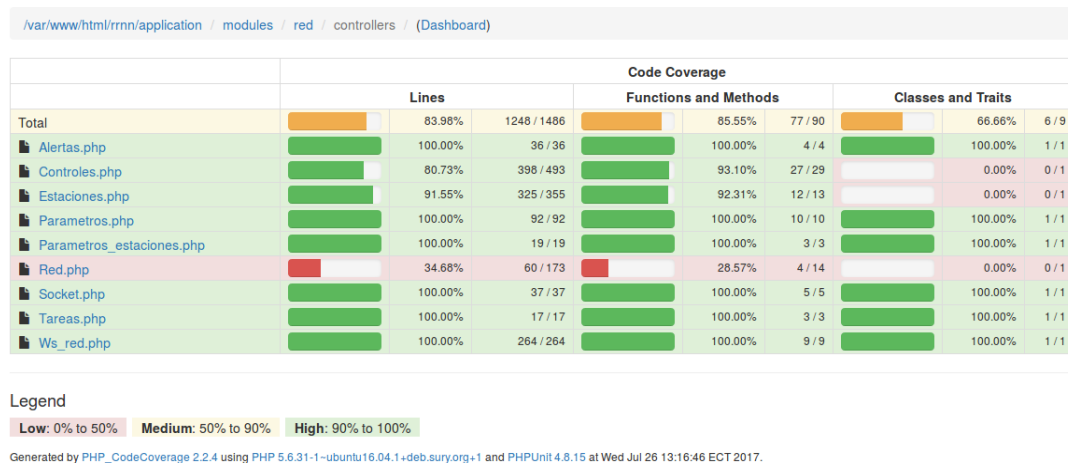 /var/www/html/rrnn/application / modules / red / controllers / (Dashboard)
Code Coverage
Lines Functions and Methods Classes and Traits
Total 83.98% 1248 / 1486 85.55% 77 / 90 66.66% 6 / 9
Alertas.php 100.00% 36 / 36 100.00% 4 / 4 100.00% 1 / 1
Controles.php 80.73% 398 / 493 93.10% 27 / 29 0.00% 0 / 1
Estaciones.php 91.55% 325 / 355 92.31% 12 / 13 0.00% 0 / 1
Parametros.php 100.00% 92 / 92 100.00% 10 / 10 100.00% 1 / 1
Parametros_estaciones.php 100.00% 19 / 19 100.00% 3 / 3 100.00% 1 / 1
Red.php 34.68% 60 / 173 28.57% 4 / 14 0.00% 0 / 1
Socket.php 100.00% 37 / 37 100.00% 5 / 5 100.00% 1 / 1
Tareas.php 100.00% 17 / 17 100.00% 3 / 3 100.00% 1 / 1
Ws_red.php 100.00% 264 / 264 100.00% 9 / 9 100.00% 1 / 1
Legend
Low: 0% to 50% Medium: 50% to 90% High: 90% to 100%
Generated by PHP_CodeCoverage 2.2.4 using PHP 5.6.31-1~ubuntu16.04.1+deb.sury.org+1 and PHPUnit 4.8.15 at Wed Jul 26 13:16:46 ECT 2017.